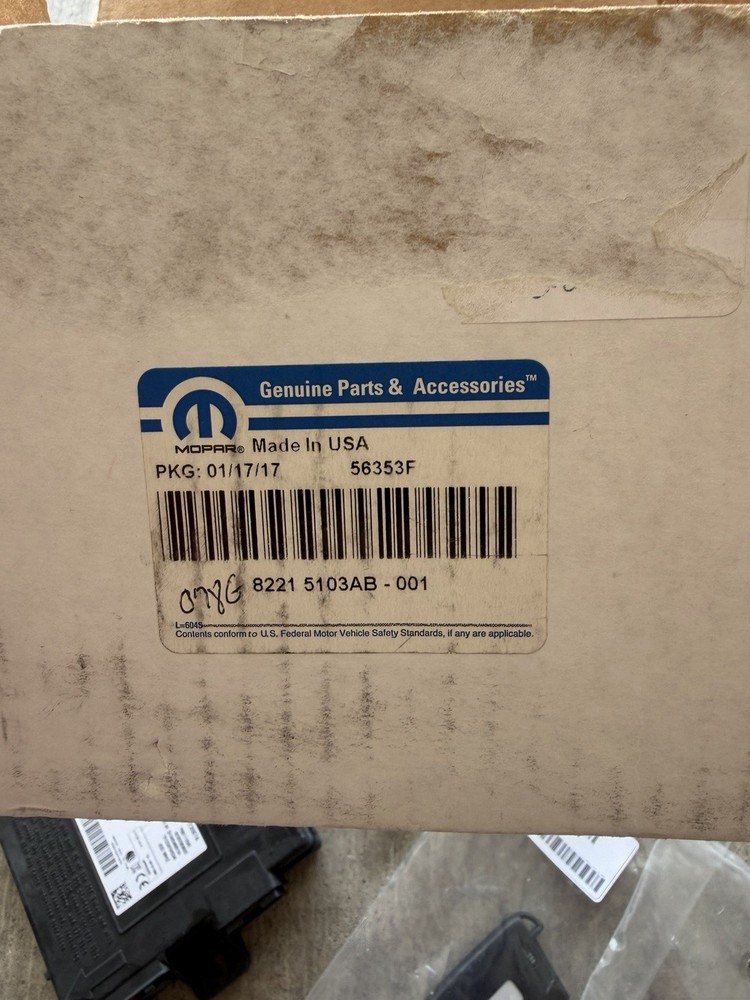 Genuine Parts & Accessories™
MOPAR® Made In USA
PKG: 01/17/17 56353F
8221 5103AB - 001
L=6045
Contents conform to U.S. Federal Motor Vehicle Safety Standards, if any are applicable.